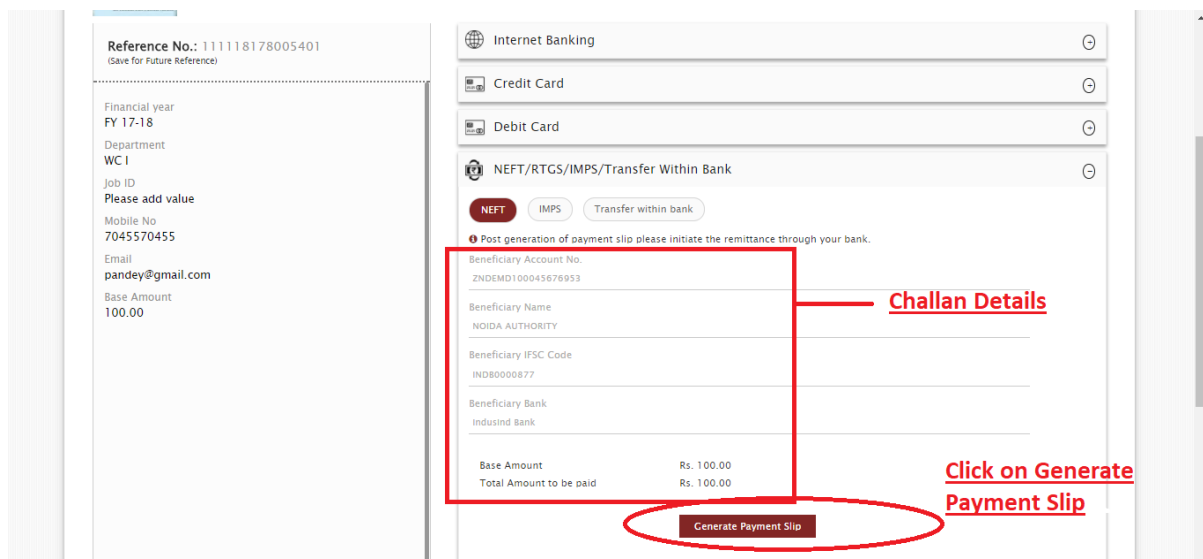 Reference No.: 111118178005401
(Save for Future Reference)
Financial year
FY 17-18
Department
WC I
Job ID
Please add value
Mobile No
7045570455
Email
pandey@gmail.com
Base Amount
100.00
Internet Banking
Credit Card
Debit Card
NEFT/RTGS/IMPS/Transfer Within Bank
NEFT IMPS Transfer within bank
Post generation of payment slip please initiate the remittance through your bank.
Beneficiary Account No.
ZNDEMD100045676953
Beneficiary Name
NOIDA AUTHORITY
Beneficiary IFSC Code
INDB0000877
Beneficiary Bank
Indusind Bank
Base Amount Rs. 100.00
Total Amount to be paid Rs. 100.00
Generate Payment Slip
Challan Details
Click on Generate
Payment Slip